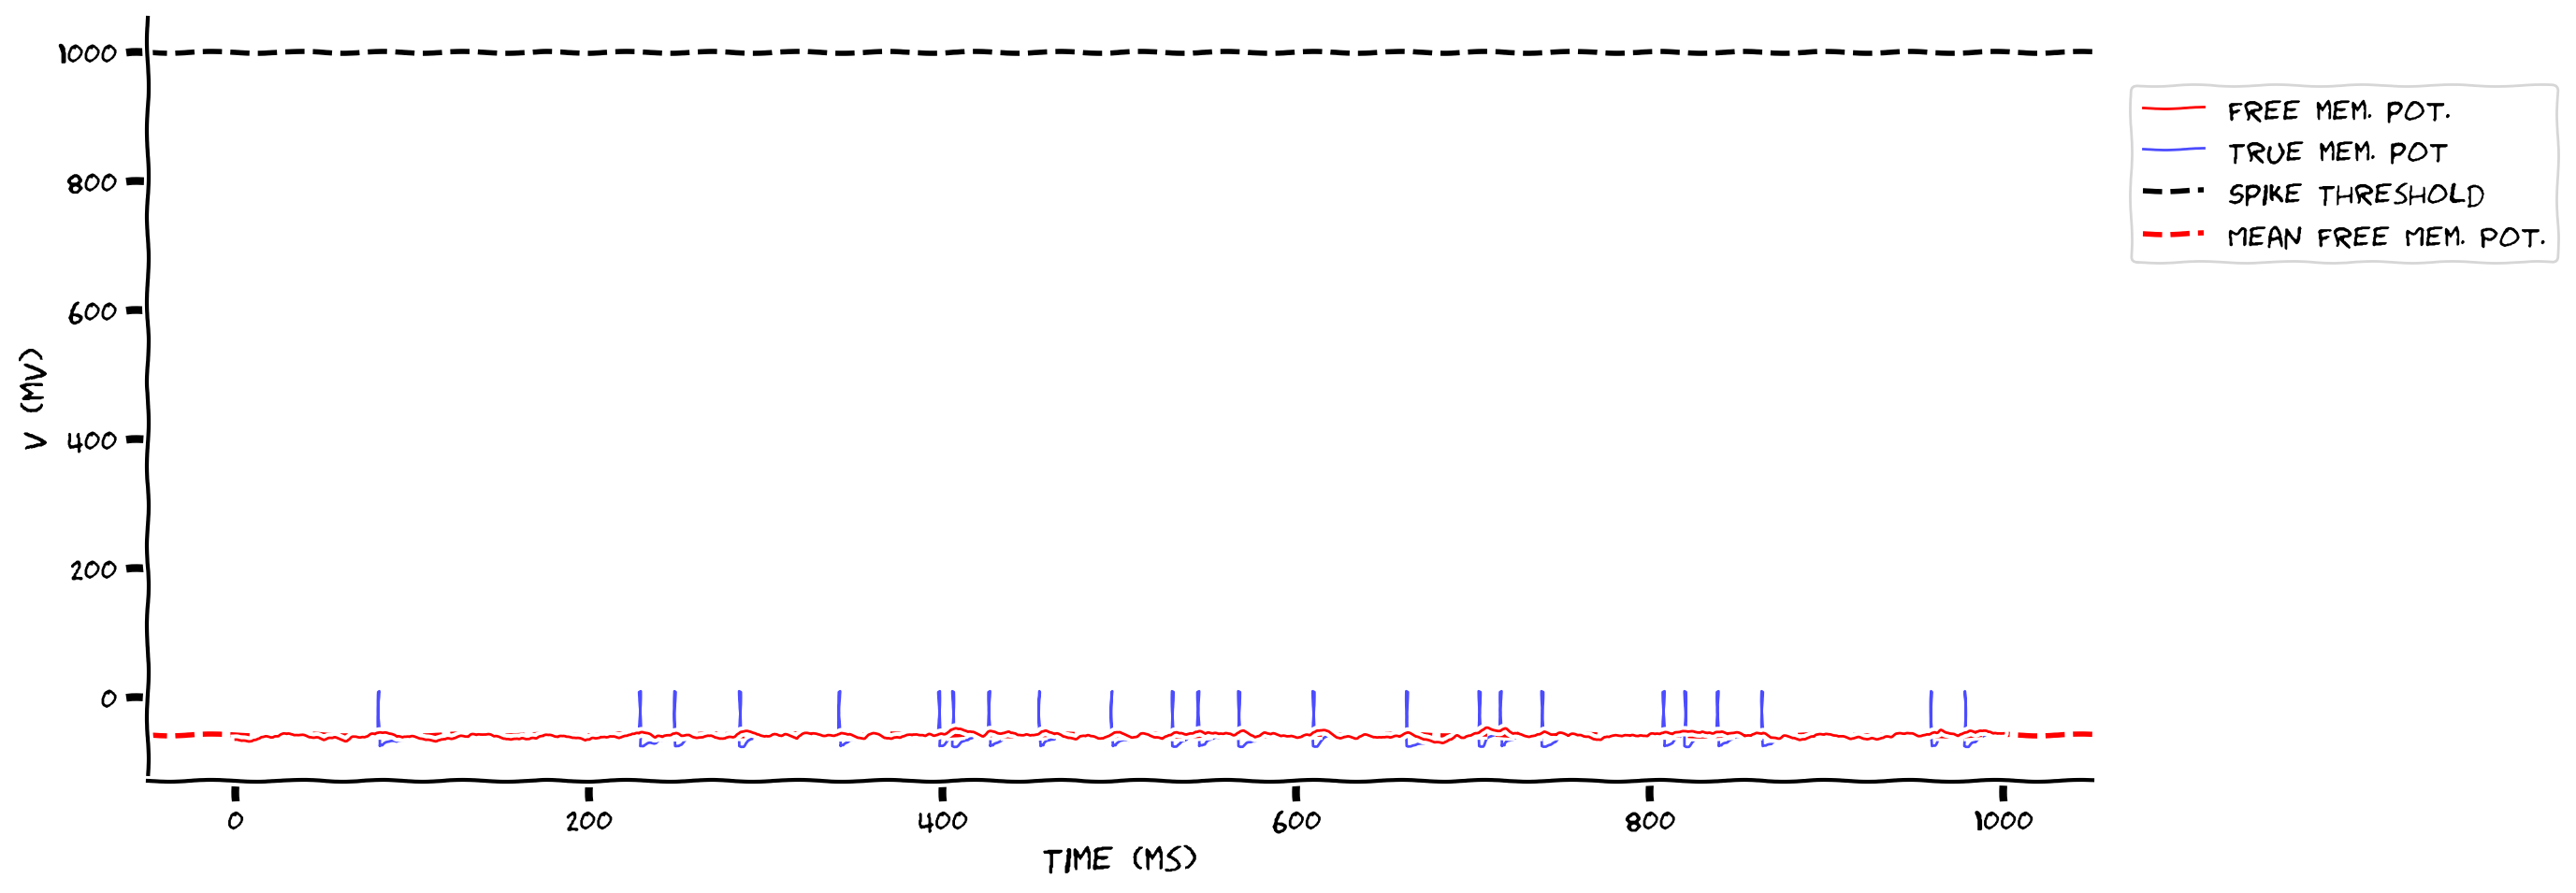 1000
800
600
400
200
0
V (MV)
0
200
400
600
800
1000
TIME (MS)
FREE MEM. POT.
TRUE MEM. POT
SPIKE THRESHOLD
MEAN FREE MEM. POT.